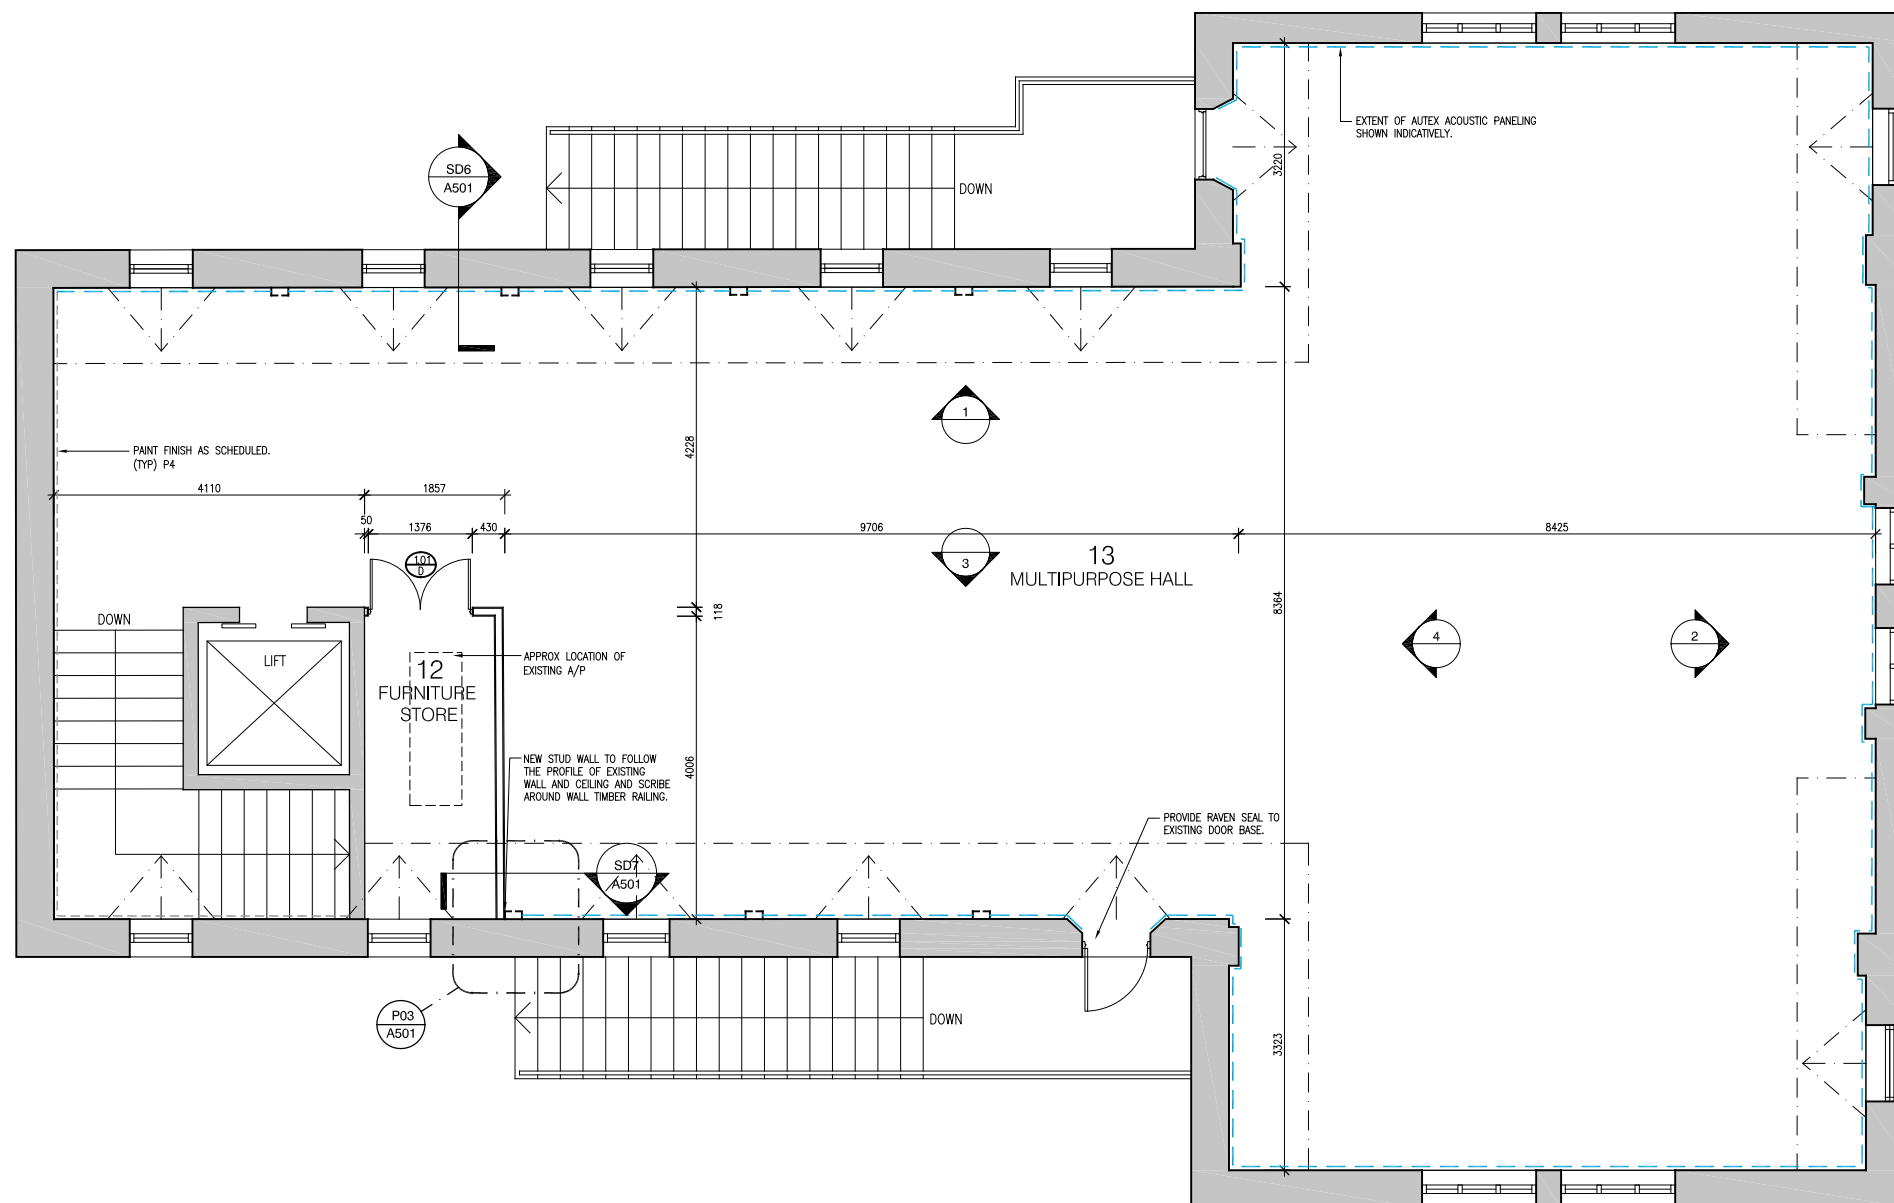 EXTENT OF AUTEX ACOUSTIC PANELING
SHOWN INDICATIVELY.
SD6
A501
DOWN
3220
1
4228
PAINT FINISH AS SCHEDULED.
(TYP) P4
4110
1857
50
1376
430
9706
8425
101
D
3
13
MULTIPURPOSE HALL
118
8364
DOWN
4
2
LIFT
APPROX LOCATION OF
EXISTING A/P
12
FURNITURE
STORE
NEW STUD WALL TO FOLLOW
THE PROFILE OF EXISTING
WALL AND CEILING AND SCRIBE
AROUND WALL TIMBER RAILING.
4006
PROVIDE RAVEN SEAL TO
EXISTING DOOR BASE.
SD7
A501
P03
A501
DOWN
3323